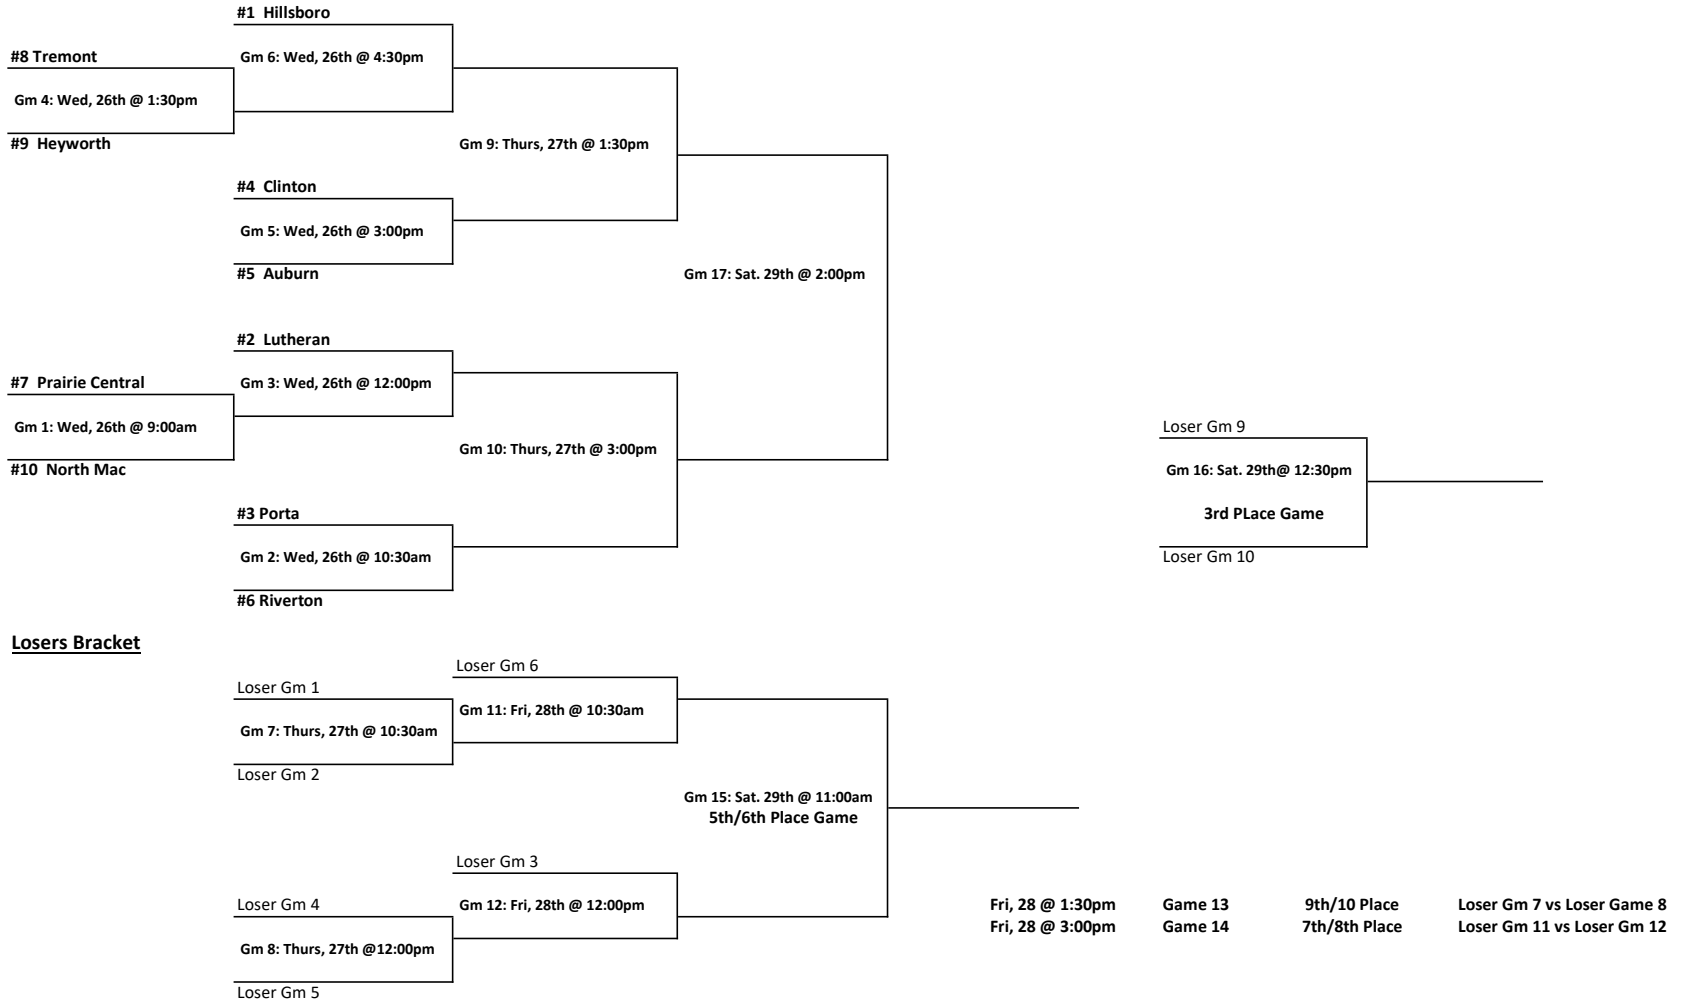 #1  Hillsboro
#8 Tremont
Gm 6: Wed, 26th @ 4:30pm
Gm 4: Wed, 26th @ 1:30pm
#9  Heyworth
Gm 9: Thurs, 27th @ 1:30pm
#4  Clinton
Gm 5: Wed, 26th @ 3:00pm
#5  Auburn
Gm 17: Sat. 29th @ 2:00pm
#2  Lutheran
#7  Prairie Central
Gm 3: Wed, 26th @ 12:00pm
Gm 1: Wed, 26th @ 9:00am
Loser Gm 9
Gm 10: Thurs, 27th @ 3:00pm
#10  North Mac
Gm 16: Sat. 29th@ 12:30pm
#3 Porta
3rd PLace Game
Gm 2: Wed, 26th @ 10:30am
Loser Gm 10
#6 Riverton
Losers Bracket
Loser Gm 6
Loser Gm 1
Gm 11: Fri, 28th @ 10:30am
Gm 7: Thurs, 27th @ 10:30am
Loser Gm 2
Gm 15: Sat. 29th @ 11:00am
5th/6th Place Game
Loser Gm 3
Loser Gm 4
Gm 12: Fri, 28th @ 12:00pm
Fri, 28 @ 1:30pm Game 13 9th/10 Place Loser Gm 7 vs Loser Game 8
Fri, 28 @ 3:00pm Game 14 7th/8th Place Loser Gm 11 vs Loser Gm 12
Gm 8: Thurs, 27th @12:00pm
Loser Gm 5